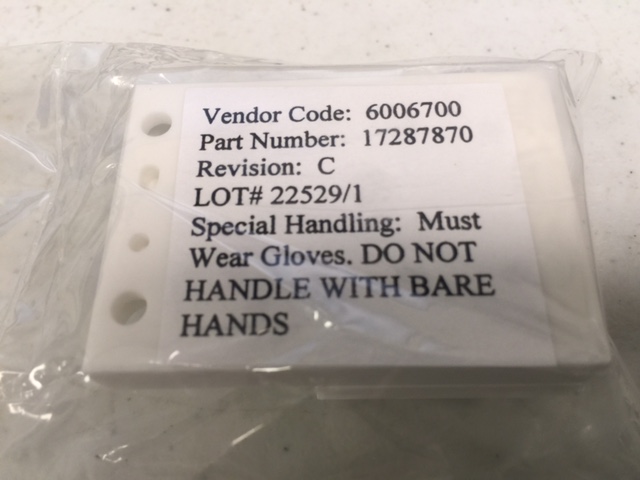 Vendor Code: 6006700
Part Number: 17287870
Revision: C
LOT# 22529/1
Special Handling: Must
Wear Gloves. DO NOT
HANDLE WITH BARE
HANDS